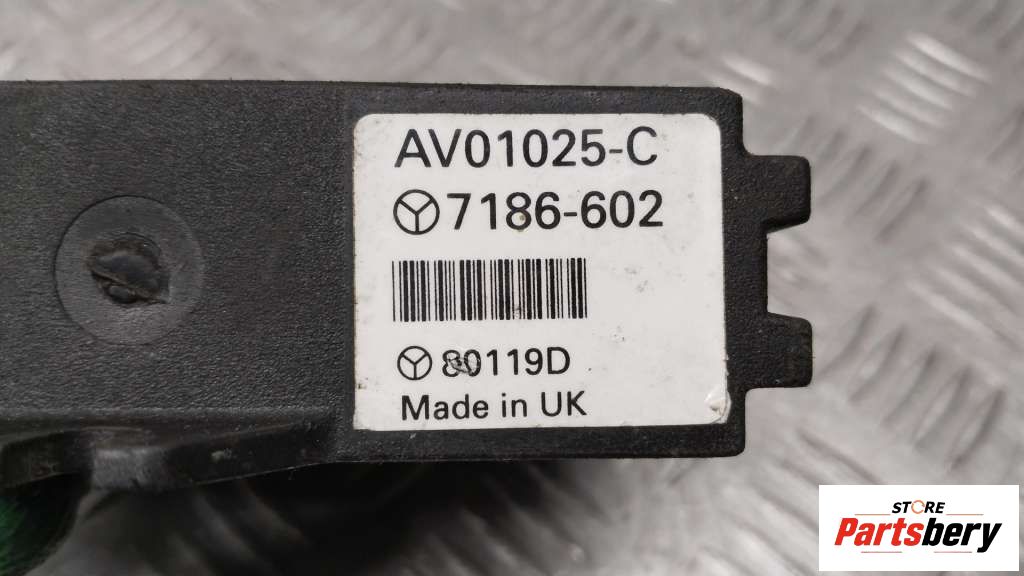 AV01025-C
7186-602
80119D
Made in UK
STORE
Partsbery